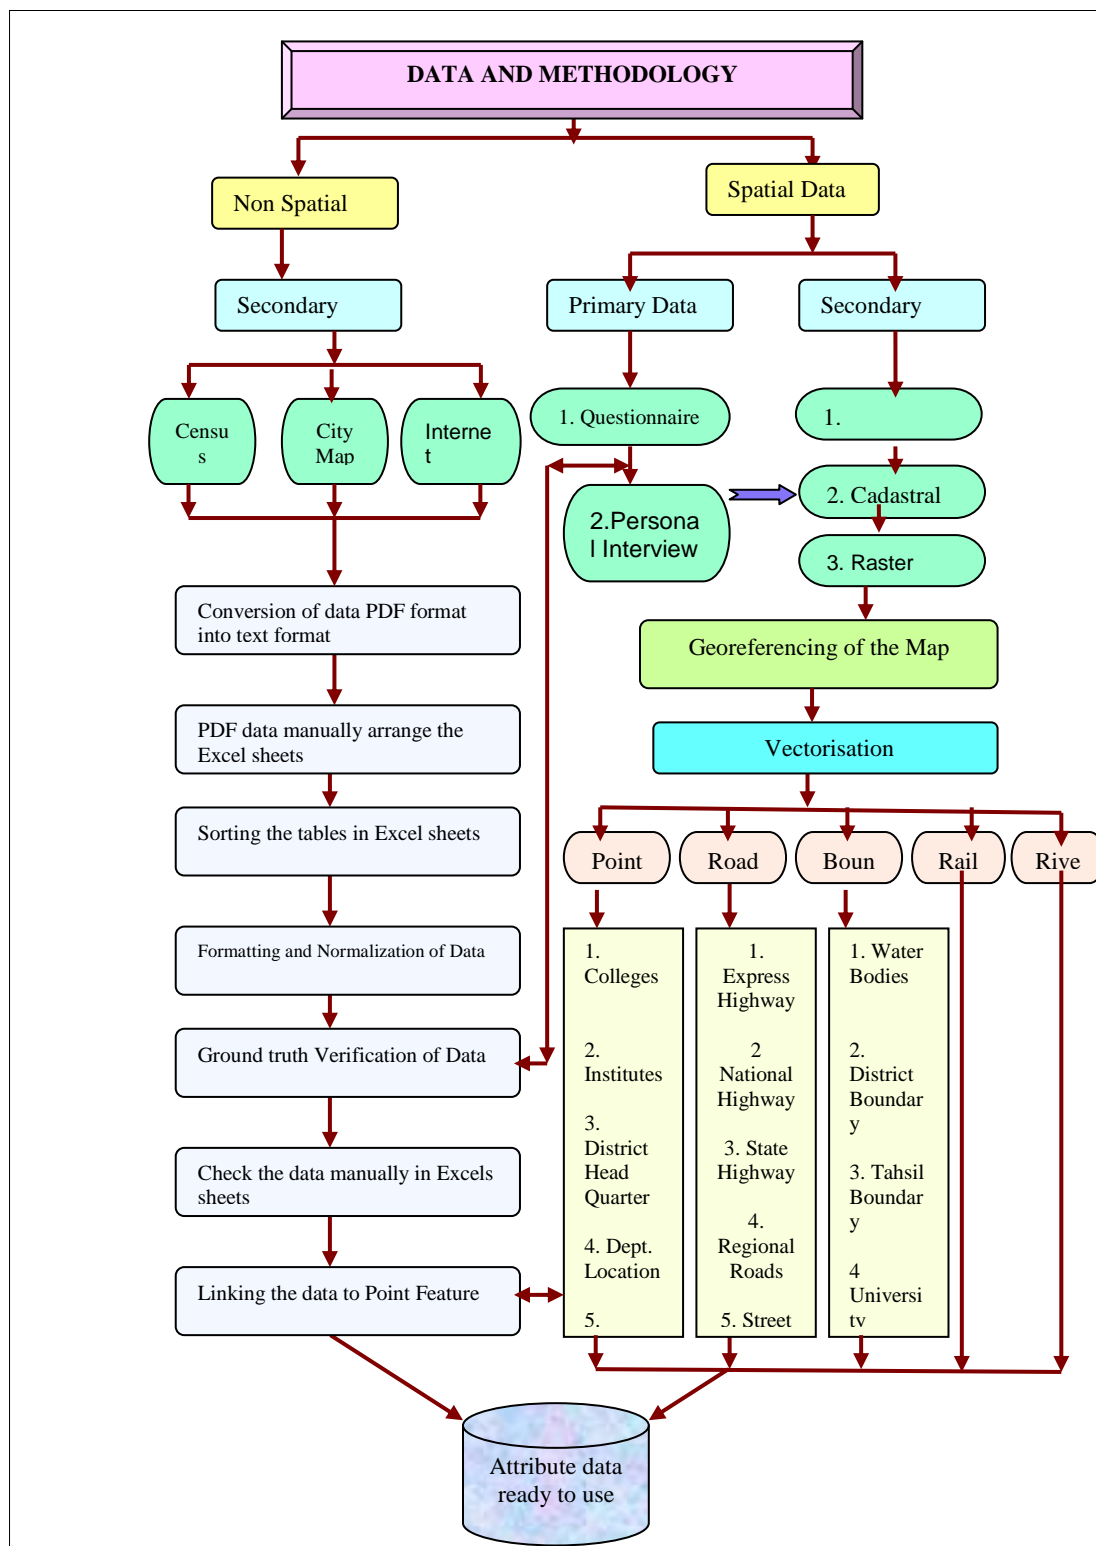 DATA AND METHODOLOGY
Non Spatial
Spatial Data
Secondary
Primary Data
Secondary
Censu
s
City
Map
Interne
t
1. Questionnaire
1.
2.Persona
l Interview
2. Cadastral
3. Raster
Conversion of data PDF format
into text format
PDF data manually arrange the
Excel sheets
Sorting the tables in Excel sheets
Formatting and Normalization of Data
Ground truth Verification of Data
Check the data manually in Excels
sheets
Linking the data to Point Feature
Georeferencing of the Map
Vectorisation
Point
Road
Boun
Rail
Rive
1.
Colleges
2.
Institutes
3.
District
Head
Quarter
4. Dept.
Location
5.
1.
Express
Highway
2
National
Highway
3. State
Highway
4.
Regional
Roads
5. Street
1. Water
Bodies
2.
District
Boundar
y
3. Tahsil
Boundar
y
4
Universi
ty
Attribute data
ready to use